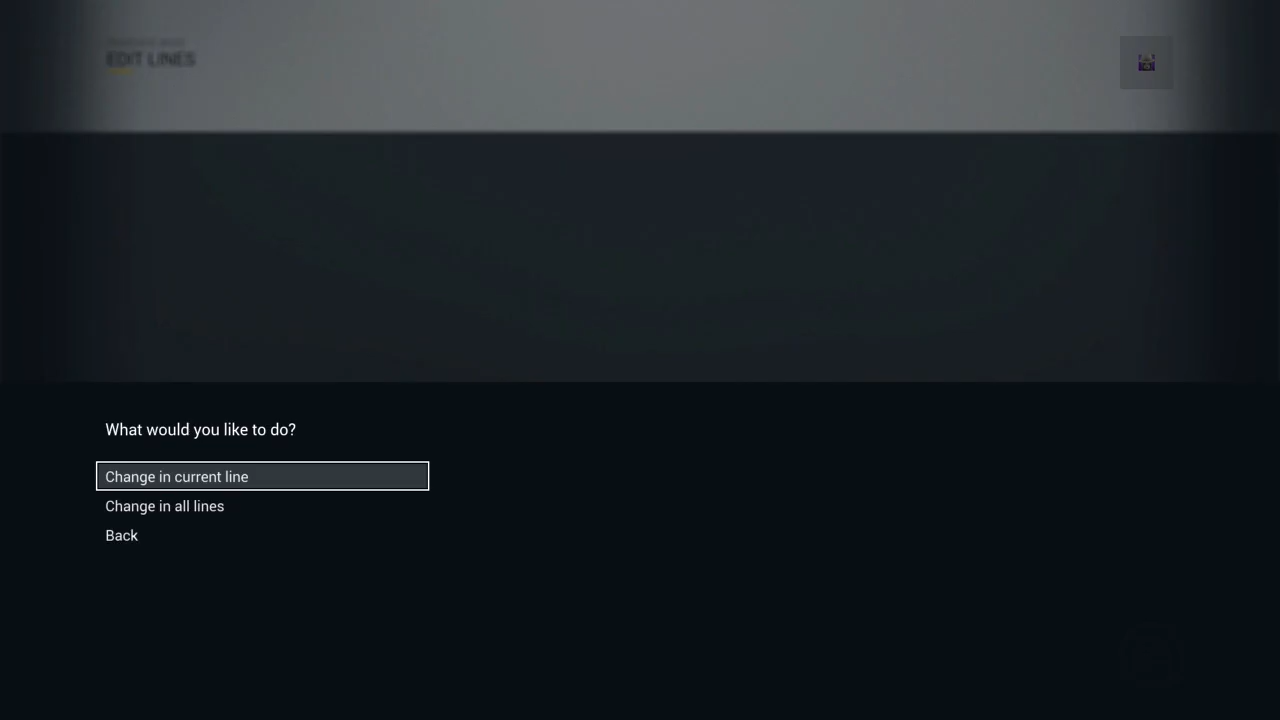 EDIT LINES
What would you like to do?
Change in current line
Change in all lines
Back